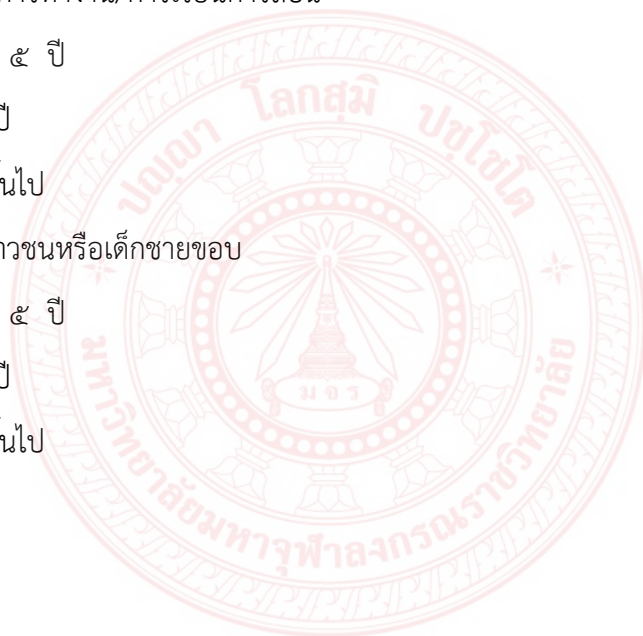 ๕ ปี
ปี
ขึ้นไป
าวชนหรือเด็กชายขอบ
๕ ปี
ปี
ขึ้นไป
ปญฺญา โลกสฺมิ ปชฺโชโต
ม จ ร
มหาวิทยาลัยมหาจุฬาลงกรณราชวิทยาลัย